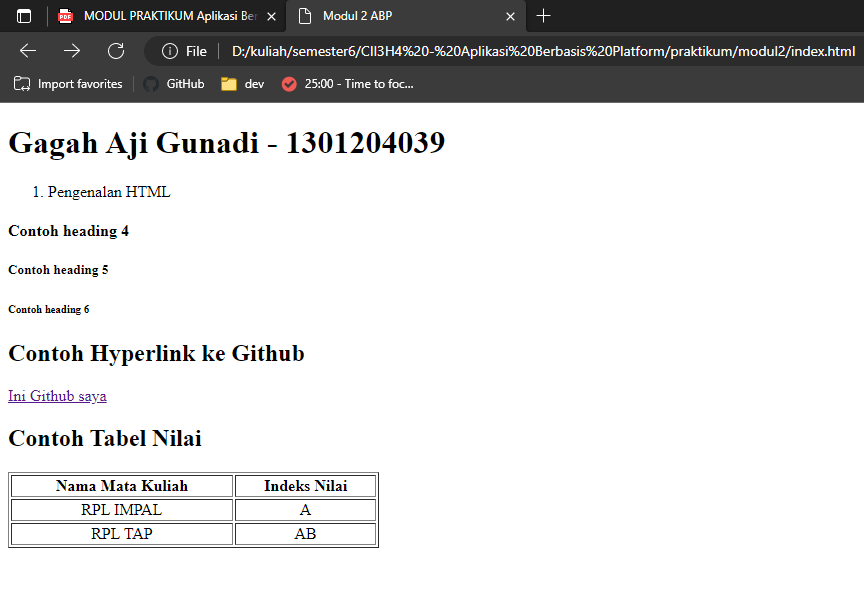 MODUL PRAKTIKUM Aplikasi Ber
Modul 2 ABP
File
D:/kuliah/semester6/CII3H4%20-%20Aplikasi%20Berbasis%20Platform/praktikum/modul2/index.html
Import favorites
GitHub
dev
25:00 - Time to foc...
Gagah Aji Gunadi - 1301204039
1. Pengenalan HTML
Contoh heading 4
Contoh heading 5
Contoh heading 6
Contoh Hyperlink ke Github
Ini Github saya
Contoh Tabel Nilai
Nama Mata Kuliah Indeks Nilai
RPL IMPAL A
RPL TAP AB